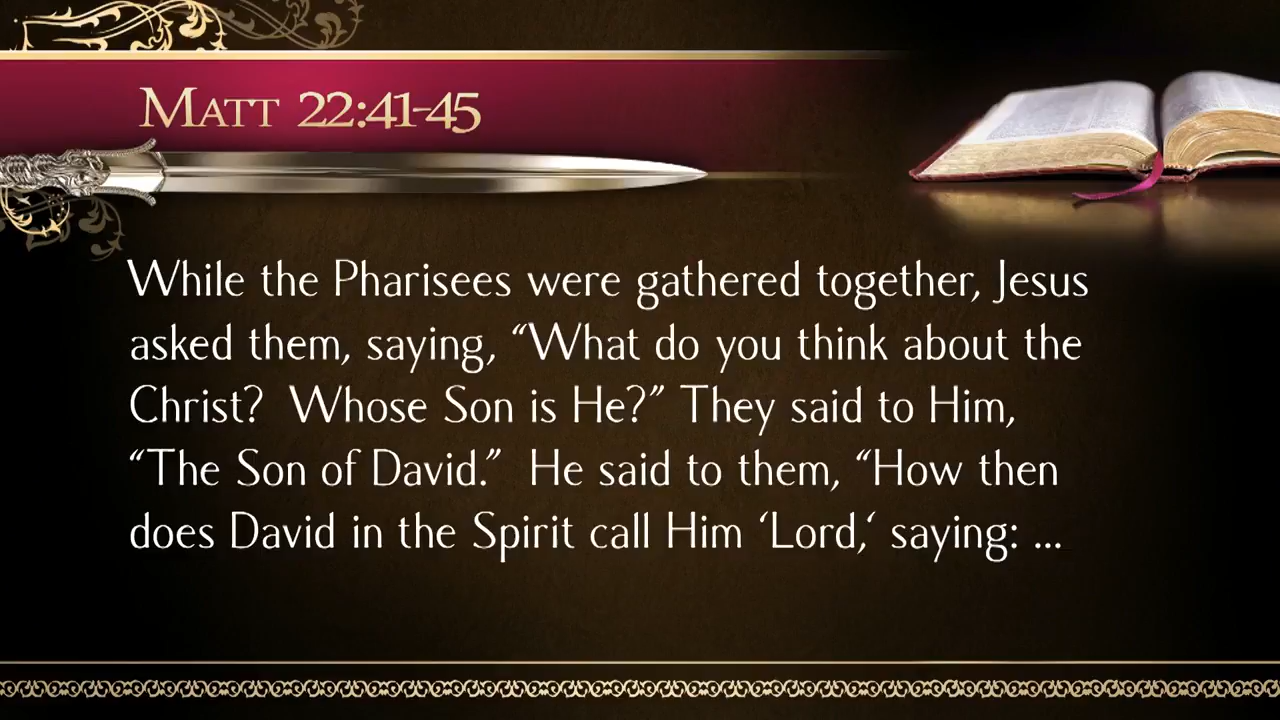 MATT 22:41-45
While the Pharisees were gathered together, Jesus
asked them, saying, “What do you think about the
Christ?  Whose Son is He?” They said to Him,
“The Son of David.”  He said to them, “How then
does David in the Spirit call Him ‘Lord,‘ saying: ...